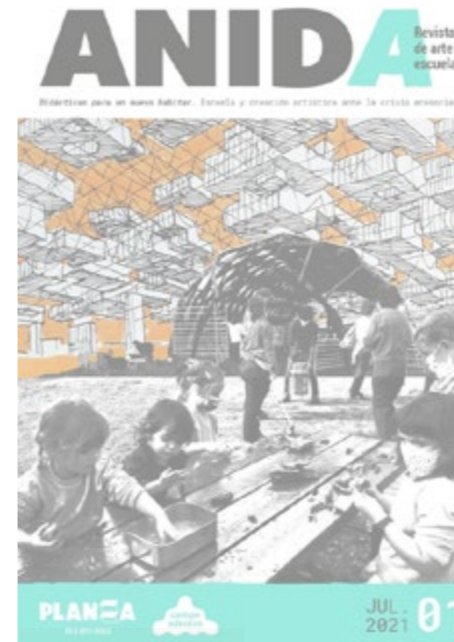 ANIDA
Revista
de arte
escuela
Didácticas para un nuevo habitar. Escuela y creación artística ante la crisis
PLANEA
JUL.
2021
01